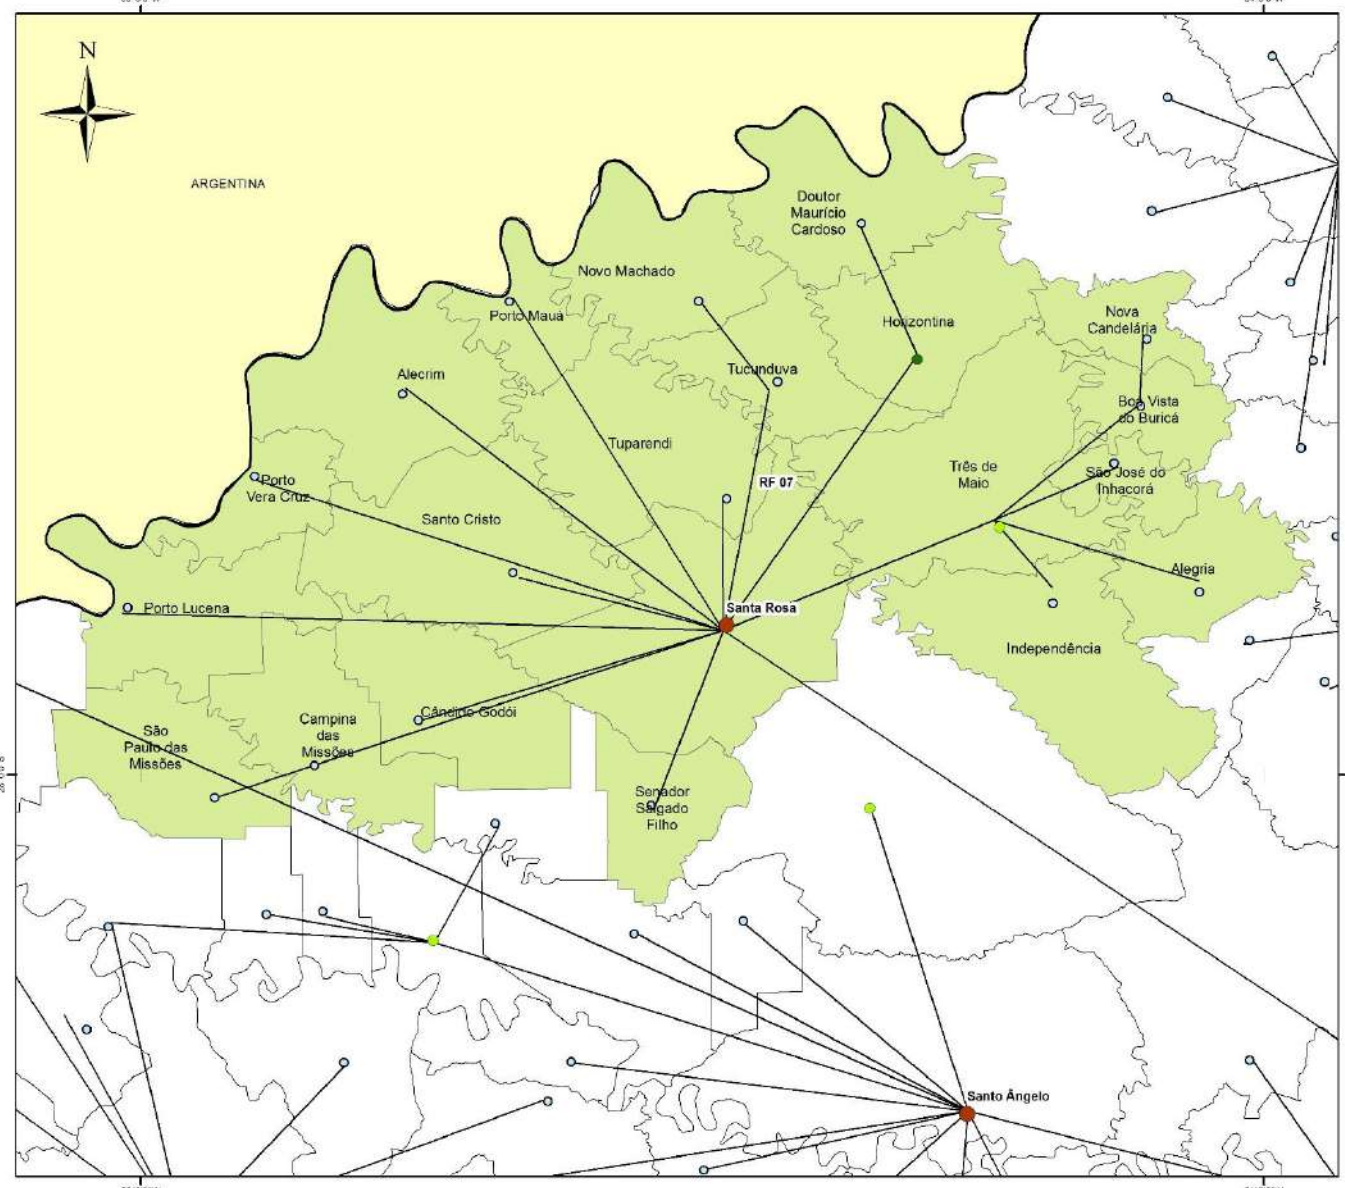 N
ARGENTINA
Doutor
Maurício
Cardoso
Novo Machado
Porto Mauá
Horizontina
Nova
Candelária
Alecrim
Tucunduva
Boa Vista
do Buricá
Tuparendi
Porto
Vera Cruz
RF 07
Três de
Maio
São José do
Inhacorá
Santo Cristo
Alegria
Porto Lucena
Santa Rosa
Independência
São
Paulo das
Missões
Campina
das
Missões
Cândido Godói
Senador
Salgado
Filho
Santo Ângelo